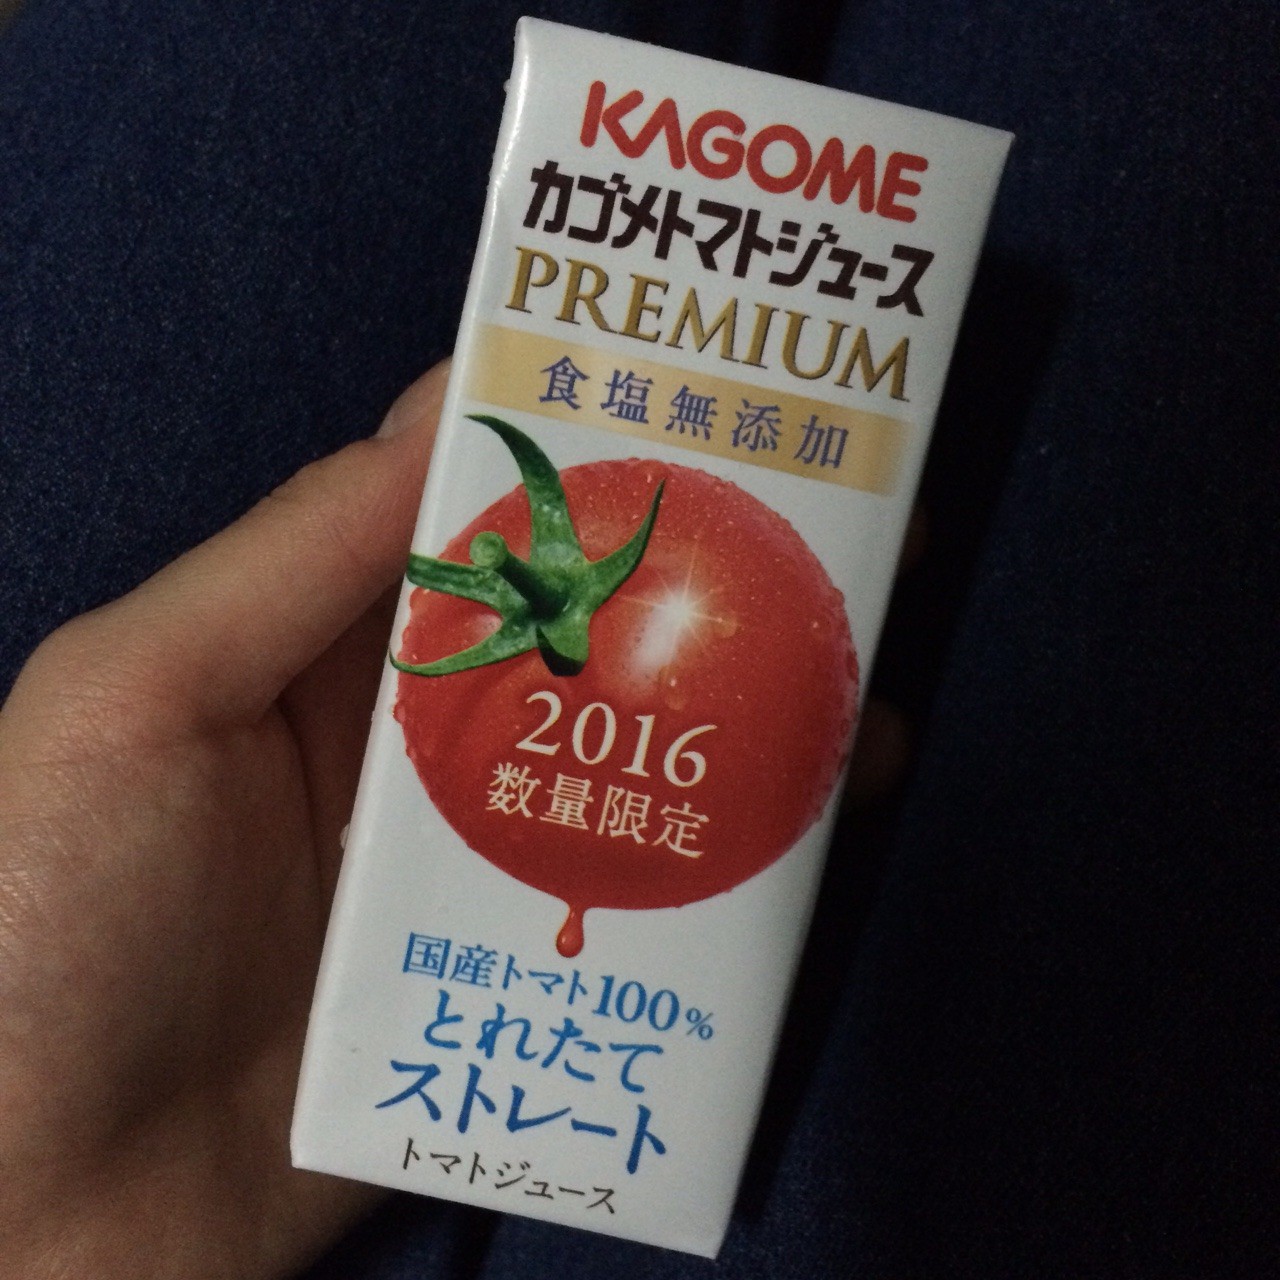 KAGOME
カゴメトマトジュース
PREMIUM
食塩無添加
2016
数量限定
国産トマト100%
とれたて
ストレート
トマトジュース